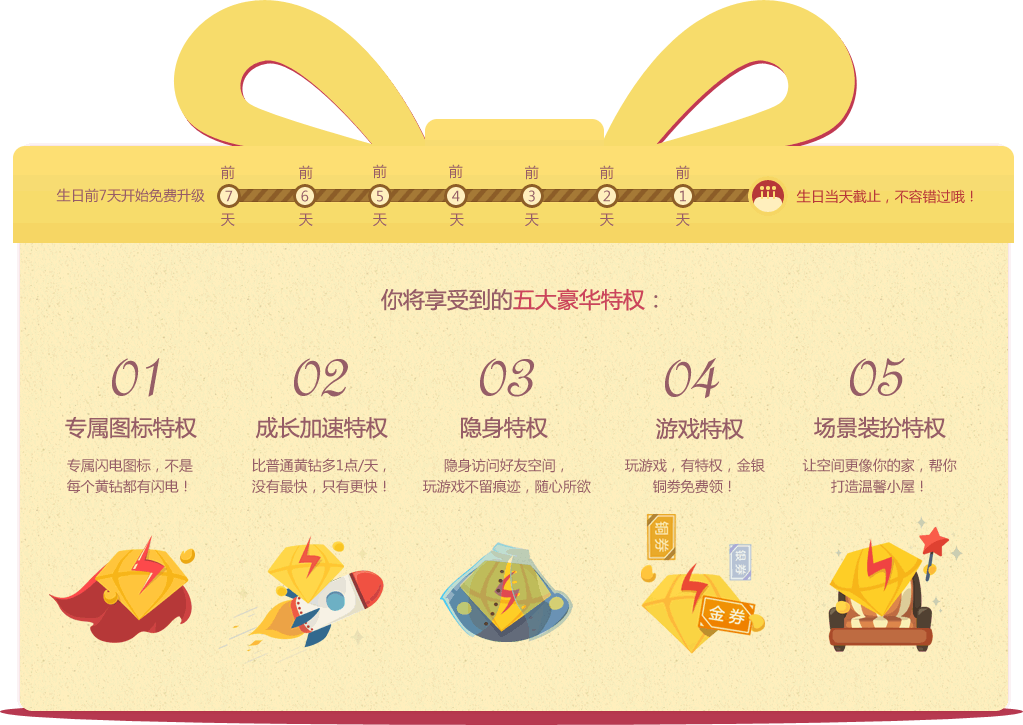 前 前 前 前 前 前 前
生日前7天开始免费升级 7 6 5 4 3 2 1 生日当天截止，不容错过哦！
天 天 天 天 天 天 天
你将享受到的五大豪华特权：
01 02 03 04 05
专属图标特权 成长加速特权 隐身特权 游戏特权 场景装扮特权
专属闪电图标，不是 比普通黄钻多1点/天， 隐身访问好友空间， 玩游戏，有特权，金银 让空间更像你的家，帮你
每个黄钻都有闪电！ 没有最快，只有更快！ 玩游戏不留痕迹，随心所欲 铜券免费领！ 打造温馨小屋！
铜券
银券
金券